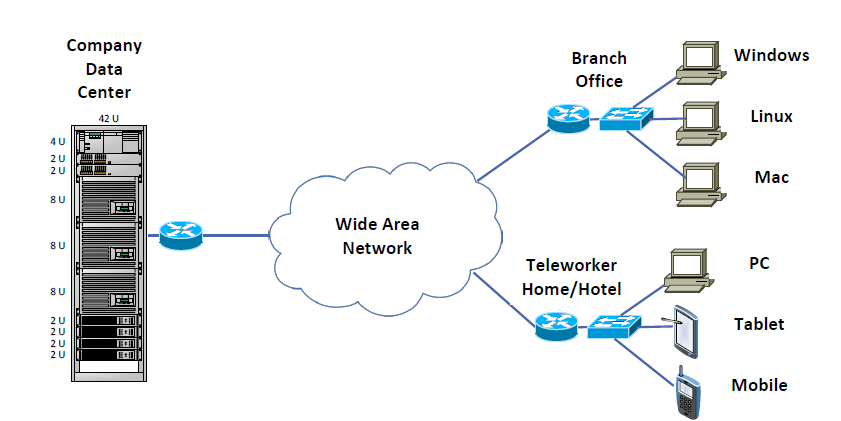 Company
Data
Center
42 U
4 U
2 U
2 U
8 U
8 U
8 U
2 U
2 U
2 U
2 U
Wide Area
Network
Branch
Office
Windows
Linux
Mac
Teleworker
Home/Hotel
PC
Tablet
Mobile